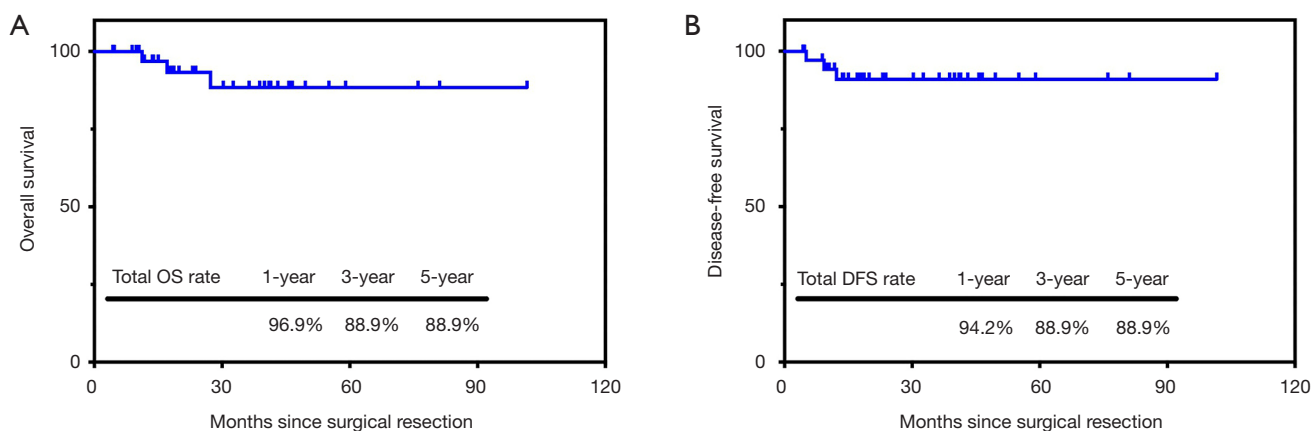 A
100
50
0
Overall survival
Total OS rate 1-year 3-year 5-year
96.9% 88.9% 88.9%
0 30 60 90 120
Months since surgical resection
B
100
50
0
Disease-free survival
Total DFS rate 1-year 3-year 5-year
94.2% 88.9% 88.9%
0 30 60 90 120
Months since surgical resection